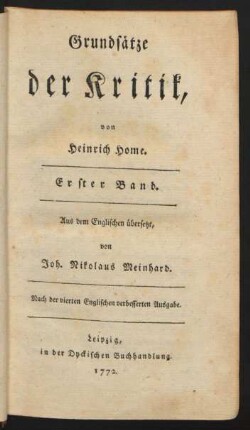 Grundsätze
der Kritik,
von
Heinrich Home.
Erster Band.
Aus dem Englischen übersetzt,
von
Joh. Nikolaus Meinhard.
Nach der vierten Englischen verbesserten Ausgabe.
Leipzig,
in der Dyckischen Buchhandlung.
1772.